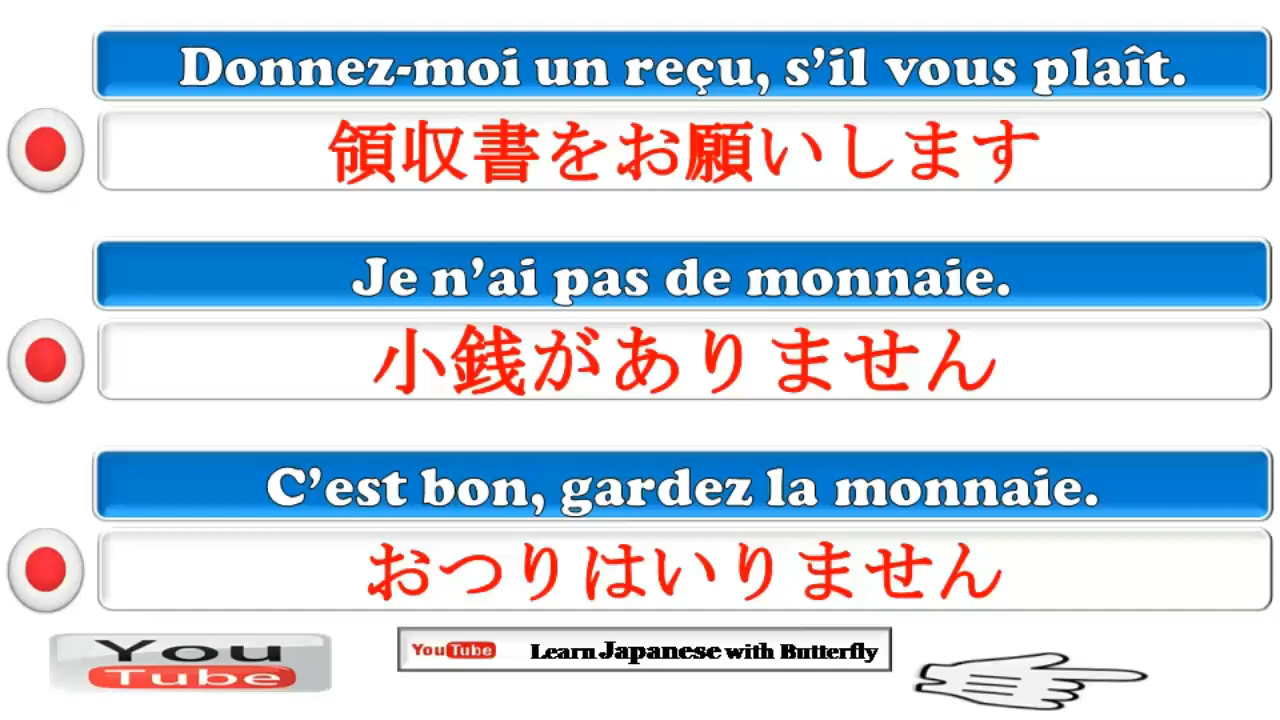 Donnez-moi un reçu, s’il vous plaît.
領収書をお願いします
Je n’ai pas de monnaie.
小銭がありません
C’est bon, gardez la monnaie.
おつりはいりません
You
Tube
YouTube Learn Japanese with Butterfly